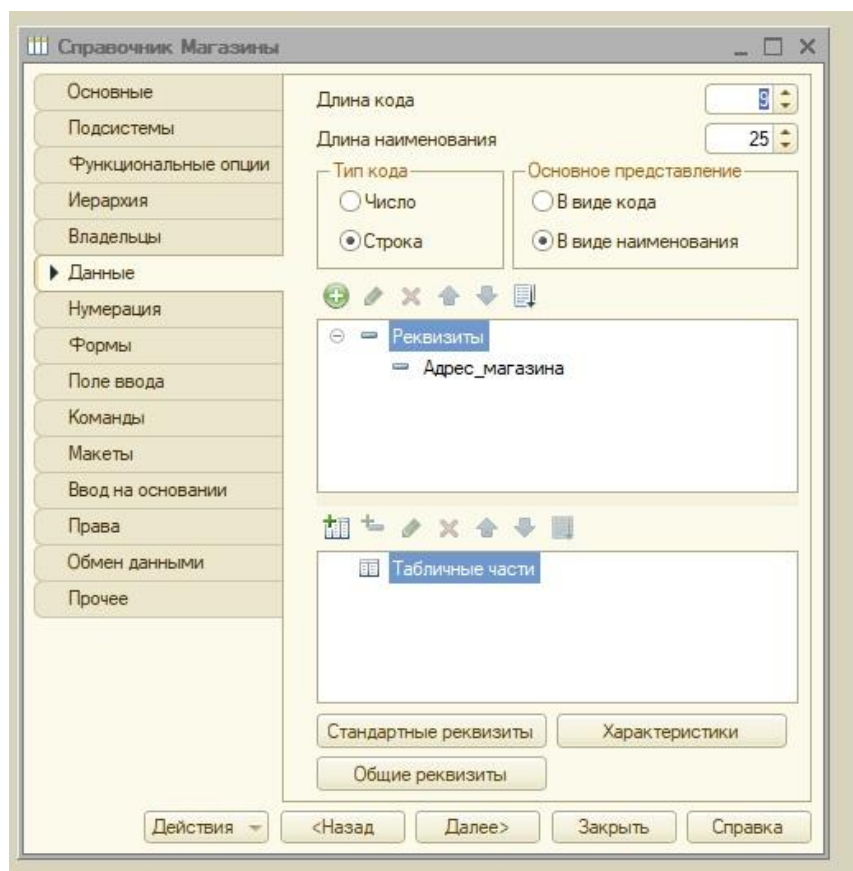 Справочник Магазины
Основные
Подсистемы
Функциональные опции
Иерархия
Владельцы
Данные
Нумерация
Формы
Поле ввода
Команды
Макеты
Ввод на основании
Права
Обмен данными
Прочее
Длина кода 9
Длина наименования 25
Тип кода
Число
Строка
Основное представление
В виде кода
В виде наименования
Реквизиты
Адрес_магазина
Табличные части
Стандартные реквизиты Характеристики
Общие реквизиты
Действия <Назад Далее> Закрыть Справка